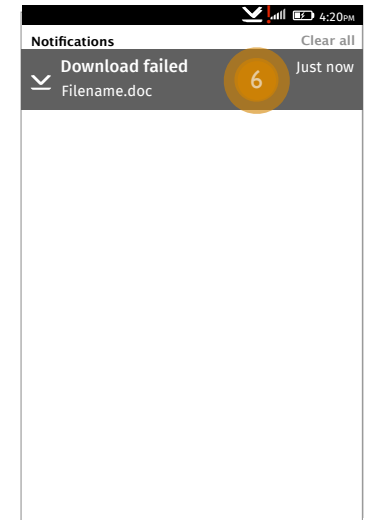 4:20PM
Notifications Clear all
Download failed Just now
Filename.doc
6